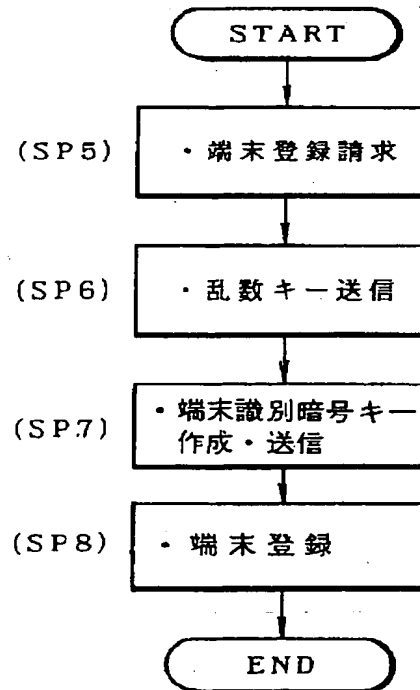 START
(SP5) ・端末登録請求
(SP6) ・乱数キー送信
(SP7) ・端末識別暗号キー
作成・送信
(SP8) ・端末登録
END